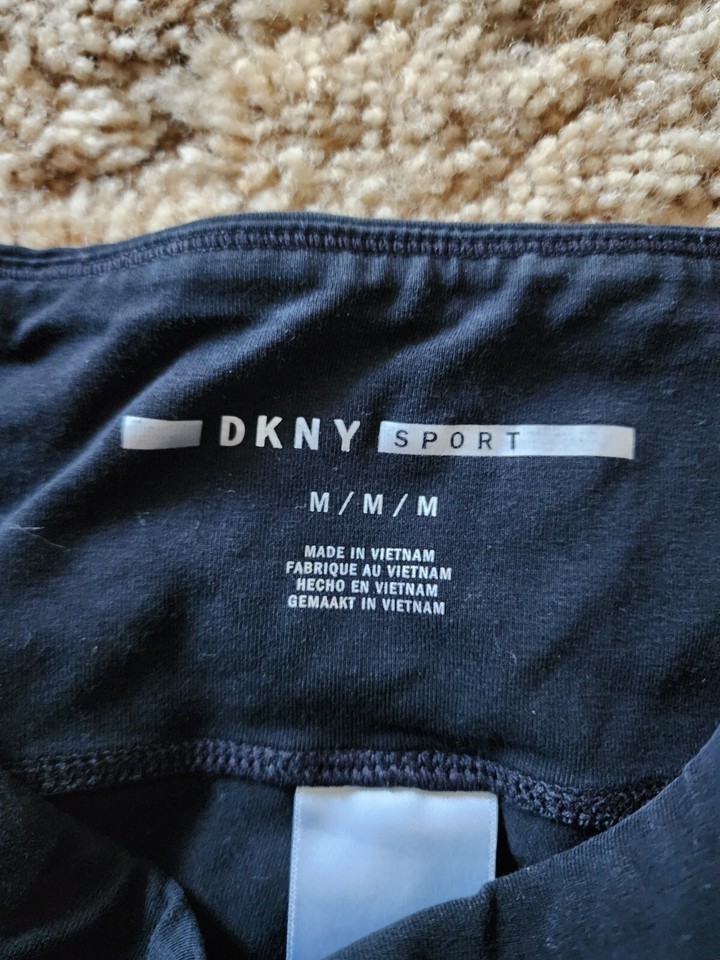 DKNY SPORT
M/M/M
MADE IN VIETNAM
FABRIQUE AU VIETNAM
HECHO EN VIETNAM
GEMAAKT IN VIETNAM